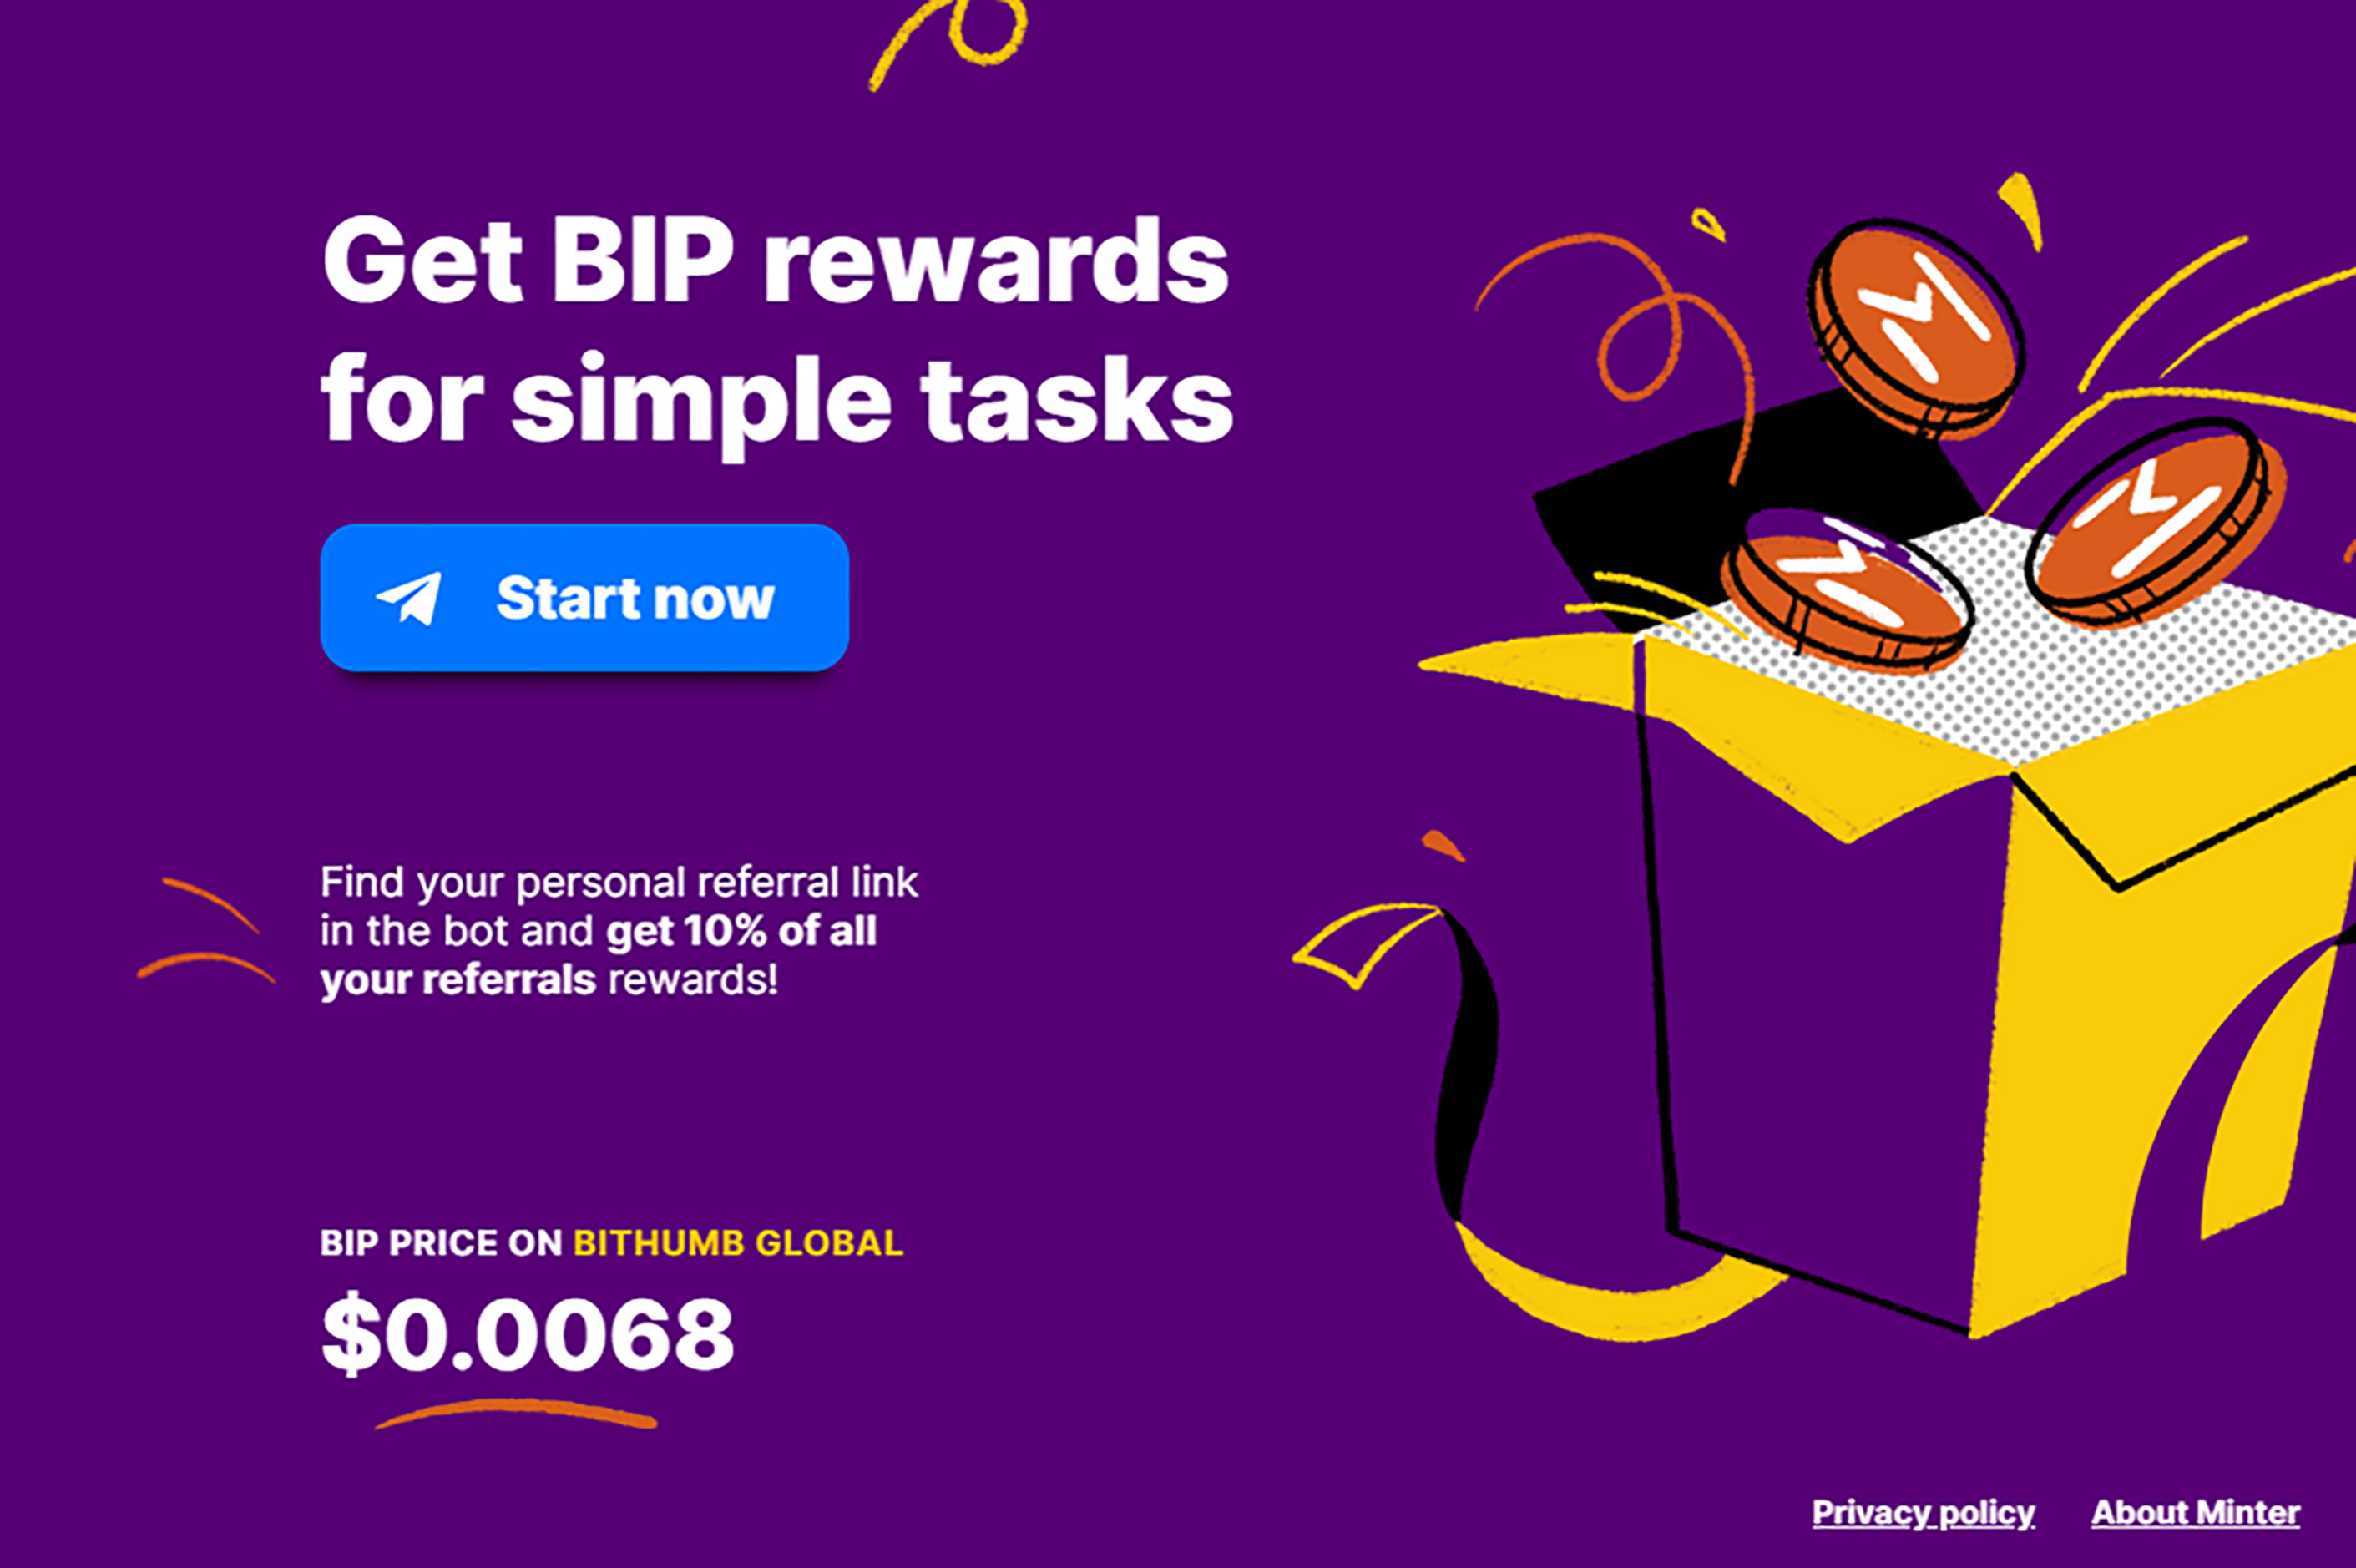 Get BIP rewards
for simple tasks
Start now
Find your personal referral link
in the bot and get 10% of all
your referrals rewards!
BIP PRICE ON BITHUMB GLOBAL
$0.0068
M
M
M
Privacy policy
About Minter